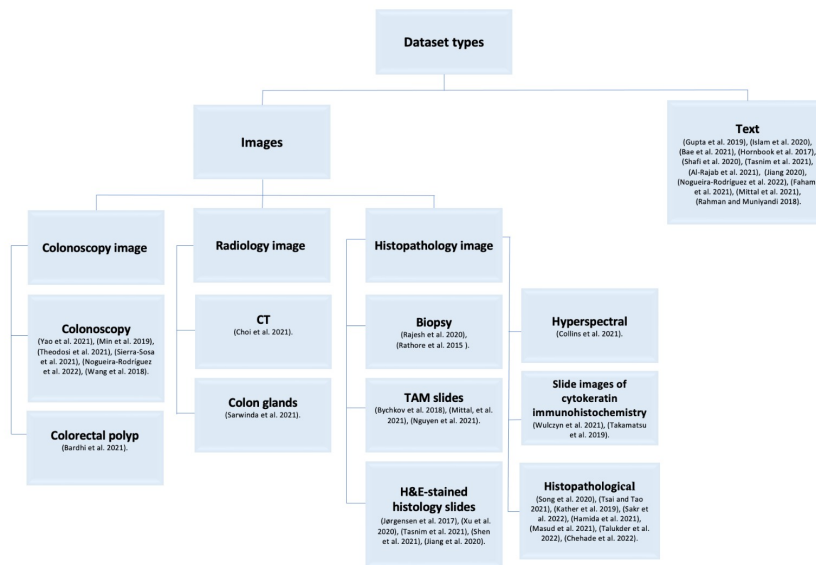 Dataset types
Images
Text
(Gupta et al. 2019), (Islam et al. 2020),
(Bae et al. 2021), (Hornbook et al. 2017),
(Shafi et al. 2020), (Tasnim et al. 2021),
(Al-Rajab et al. 2021), (Jiang 2020),
(Nogueira-Rodríguez et al. 2022), (Faham
et al. 2021), (Mittal et al. 2021),
(Rahman and Muniyandi 2018).
Colonoscopy image
Colonoscopy
(Yao et al. 2021), (Min et al. 2019),
(Theodosi et al. 2021), (Sierra-Sosa
et al. 2021), (Nogueira-Rodríguez
et al. 2022), (Wang et al. 2018).
Colorectal polyp
(Bardhi et al. 2021).
Radiology image
CT
(Choi et al. 2021).
Colon glands
(Sarwinda et al. 2021).
Histopathology image
Biopsy
(Rajesh et al. 2020),
(Rathore et al. 2015 ).
TAM slides
(Bychkov et al. 2018), (Mittal, et al.
2021), (Nguyen et al. 2021).
H&E-stained
histology slides
(Jørgensen et al. 2017), (Xu et al.
2020), (Tasnim et al. 2021), (Shen
et al. 2021), (Jiang et al. 2020).
Hyperspectral
(Collins et al. 2021).
Slide images of
cytokeratin
immunohistochemistry
(Wulczyn et al. 2021), (Takamatsu
et al. 2019).
Histopathological
(Song et al. 2020), (Tsai and Tao
2021), (Kather et al. 2019), (Sakr et
al. 2022), (Hamida et al. 2021),
(Masud et al. 2021), (Talukder et al.
2022), (Chehade et al. 2022).